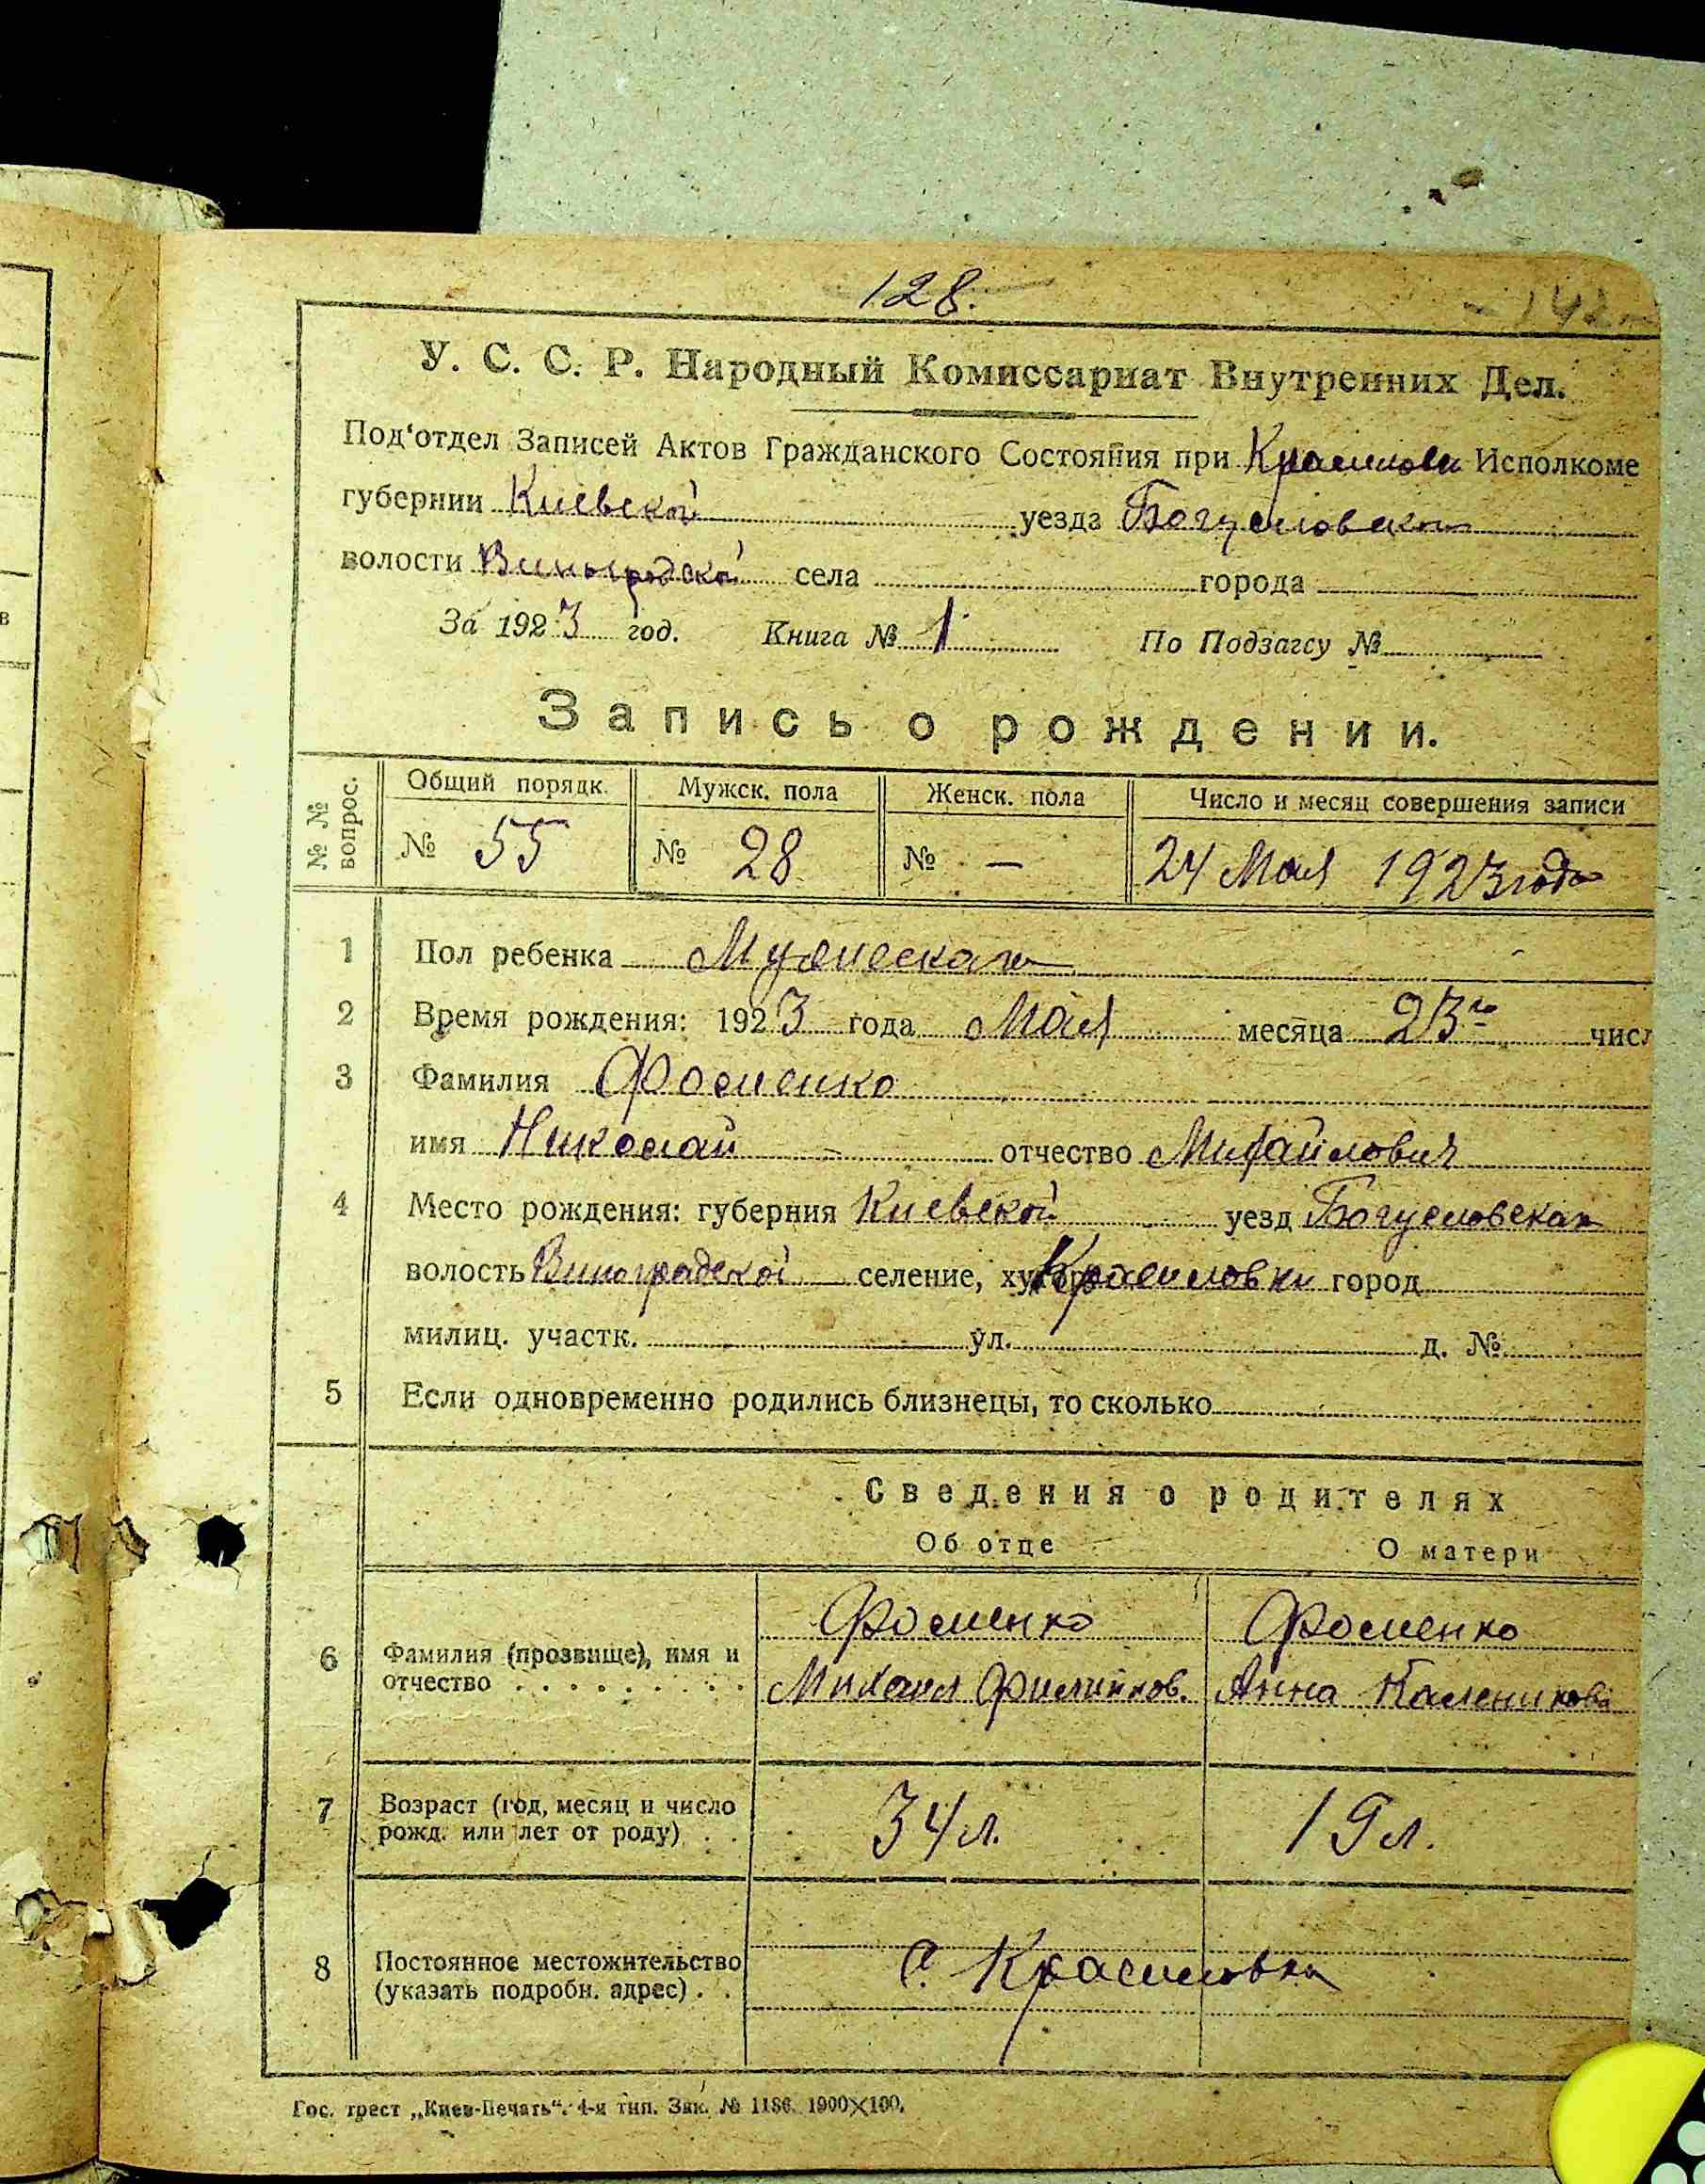 128.
142
У. С. С. Р. Народный Комиссариат Внутренних Дел.
Под'отдел Записей Актов Гражданского Состояния при Красилови Исполкоме
губернии Киевской уезда Богуславскаго
волости Виноградской села города
За 1923 год. Книга № 1 По Подзагсу №
Запись о рождении.
№ № вопрос. Общий порядк. Мужск. пола Женск. пола Число и месяц совершения записи
№ 55 № 28 № — 24 Мая 1923 года
1 Пол ребенка Мужескаго
2 Время рождения: 1923 года Мая месяца 23го числ
3 Фамилия Фоменко
имя Николай отчество Михайлович
4 Место рождения: губерния Киевской уезд Богуславскаго
волость Виноградской селение, хутор Красиловки город
милиц. участк. ул. д. №
5 Если одновременно родились близнецы, то сколько
Сведения о родителях
Об отце О матери
6 Фамилия (прозвище), имя и отчество Фоменко Михаил Филипов. Фоменко Анна Каленикова
7 Возраст (год, месяц и число рожд. или лет от роду) 34 л. 19 л.
8 Постоянное местожительство (указать подробн. адрес) С. Красиловка
Гос. трест „Киев-Печать“. 4-я тип. Зак. № 1186. 1900×100.